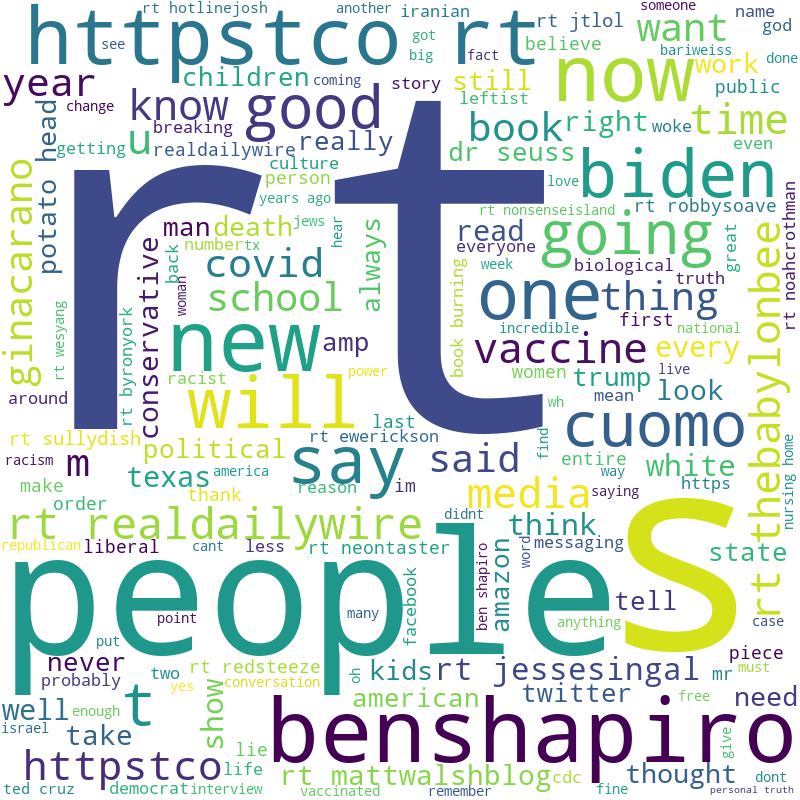 rt hotlinejosh
another
iranian
rt jtlol
someone
name
god
httpstco rt
see
got
big
believe
want
bariweiss
fact
done
now
work
year
children
coming
story
still
public
change
know
good
leftist
book
right
woke
time
breaking
u
really
even
getting
realdailywire
dr seuss
culture
potato head
person
love
biden
ginacarano
years ago
rt nonsenseisland
rt robbysoave
rt
man
death
jews
hear
always
read
going
great
rt noahcrothman
number
tx
everyone
conservative
back
woman
covid
week
biological
truth
rt thebabylonbee
school
one
thing
first
rt wesyang
rt byronyork
new
amp
book burning
incredible
national
vaccine
every
racist
power
women
trump
live
around
will
mean
look
wh
last
cuomo
rt sullydish
political
rt ewerickson
say
said
find
entire
white
racism
m
texas
america
reason
im
way
https
nursing home
make
thank
media
saying
order
didnt
rt realdailywire
think
state
republican
liberal
cant
less
rt neontaster
word
messaging
people
s
ben shapiro
amazon
facebook
tell
case
point
many
anything
put
never
two
rt redsteeze
oh
kids
rt jessesingal
mr
piece
must
probably
yes
conversation
t
show
american
twitter
free
need
well
enough
israel
take
lie
benshapiro
give
httpstco
life
rt mattwalshblog
cdc
thought
dont
ted cruz
democrat
interview
vaccinated
remember
fine
personal truth